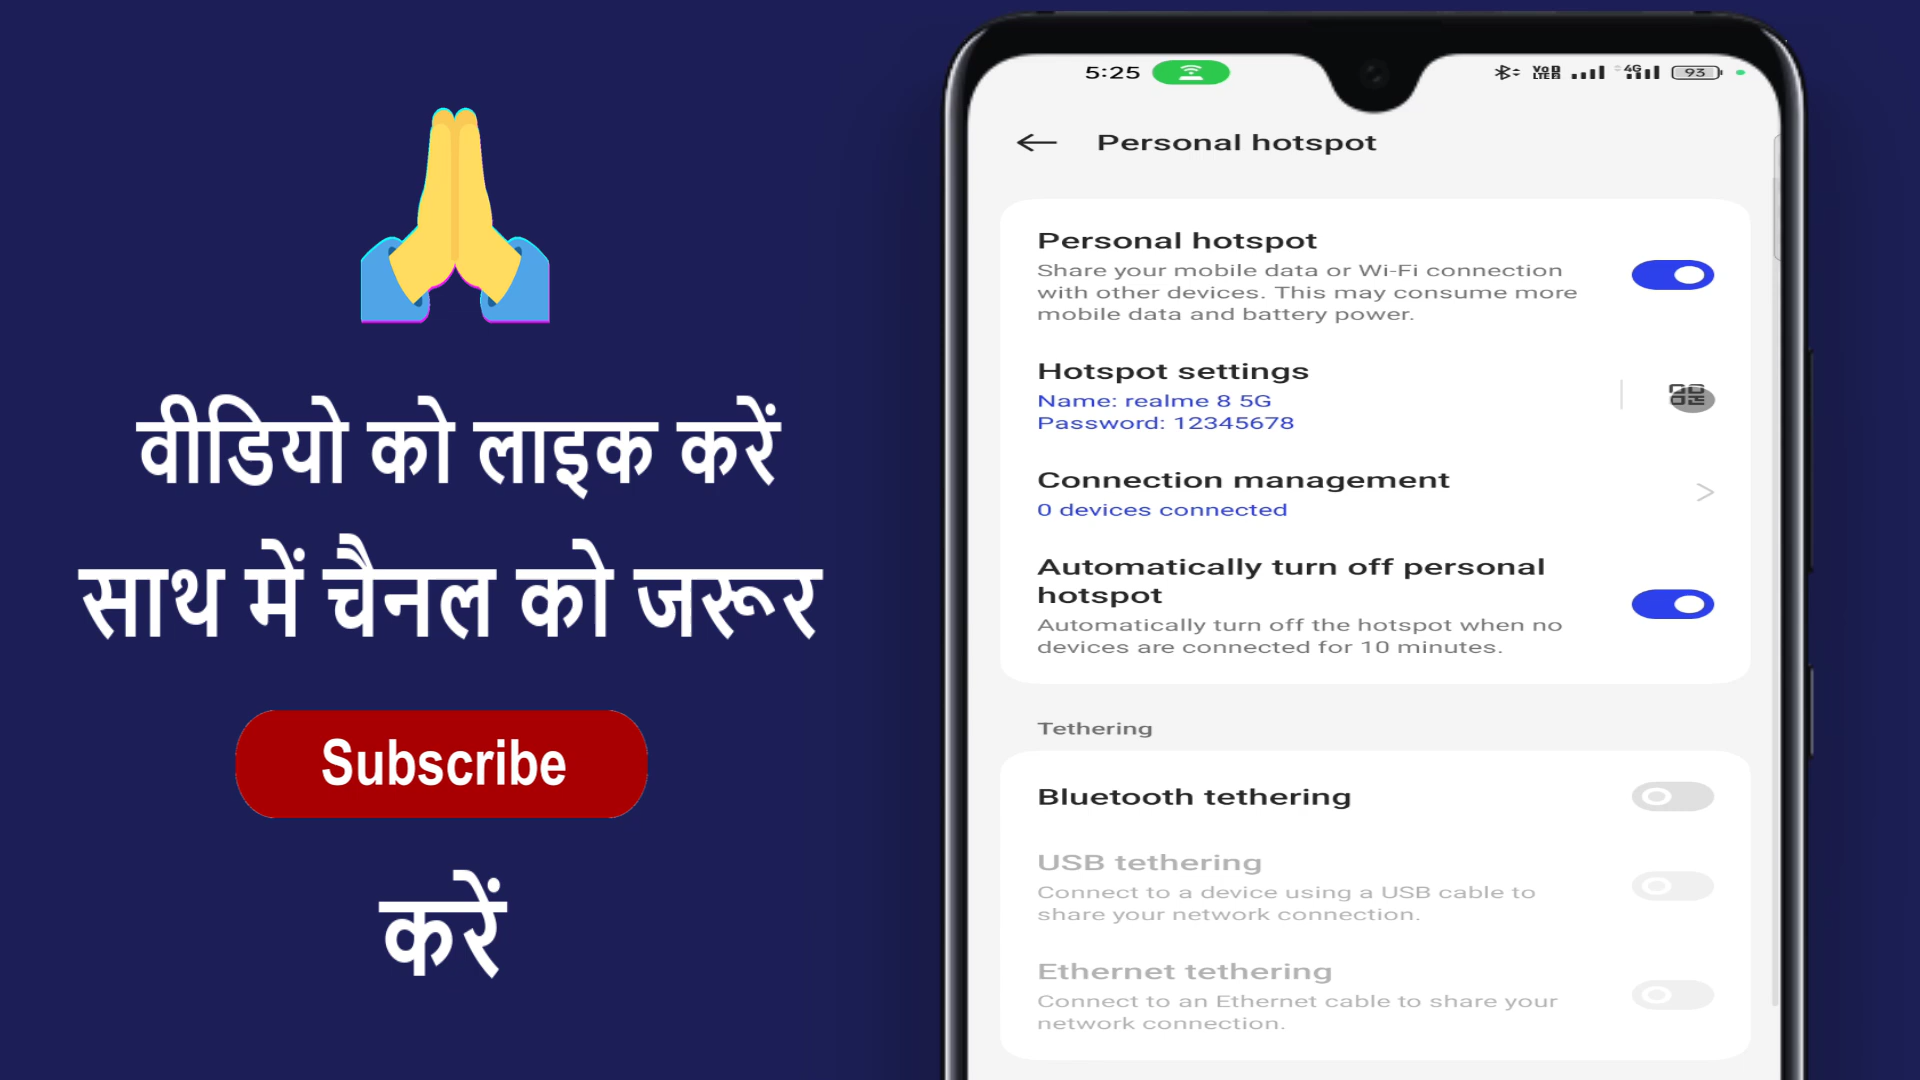 वीडियो को लाइक करें
साथ में चैनल को जरूर
Subscribe
करें
5:25
VoLTE 4G 93
Personal hotspot
Personal hotspot
Share your mobile data or Wi-Fi connection
with other devices. This may consume more
mobile data and battery power.
Hotspot settings
Name: realme 8 5G
Password: 12345678
Connection management
0 devices connected
Automatically turn off personal
hotspot
Automatically turn off the hotspot when no
devices are connected for 10 minutes.
Tethering
Bluetooth tethering
USB tethering
Connect to a device using a USB cable to
share your network connection.
Ethernet tethering
Connect to an Ethernet cable to share your
network connection.